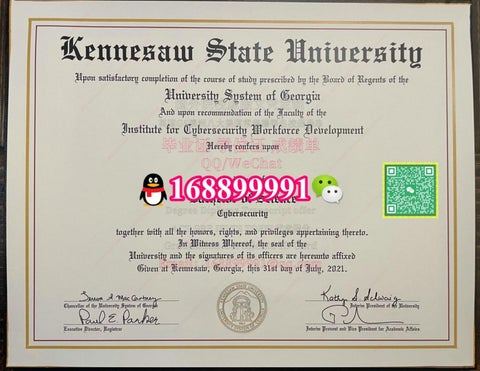 Kennesaw State University
Upon satisfactory completion of the course of study prescribed by the Board of Regents of the
University System of Georgia
And upon recommendation of the Faculty of the
Institute for Cybersecurity Workforce Development
Hereby confers upon
QQ/WeChat
168899991
Bachelor of Science
Cybersecurity
together with all the honors, rights, and privileges appertaining thereto.
In Witness Whereof, the seal of the
University and the signatures of its officers are hereunto affixed
Given at Kennesaw, Georgia, this 31st day of July, 2021.
Chancellor of the University System of Georgia
Interim President of the University
Paul E. Parker
Executive Director, Registrar
Interim Provost and Vice President for Academic Affairs